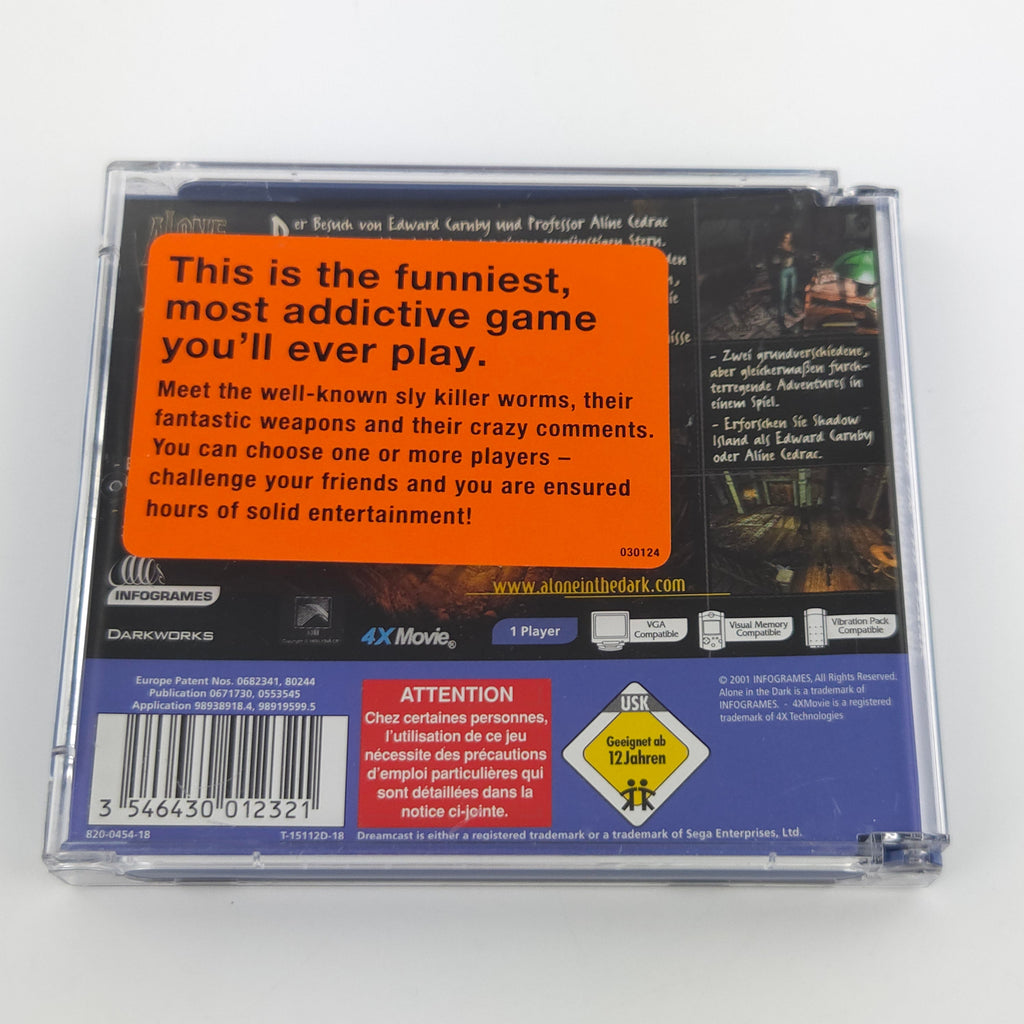 ALONE
Der Besuch von Edward Carnby und Professor Aline Cedrac
Stern.
This is the funniest,
most addictive game
you'll ever play.
Meet the well-known sly killer worms, their
fantastic weapons and their crazy comments.
You can choose one or more players –
challenge your friends and you are ensured
hours of solid entertainment!
030124
- Zwei grundverschiedene,
aber gleichermaßen furch-
terregende Adventures in
einem Spiel.
- Erforschen Sie Shadow
Island als Edward Carnby
oder Aline Cedrac.
www.aloneinthedark.com
INFOGRAMES
DARKWORKS
4XMovie®
1 Player
VGA
Compatible
Visual Memory
Compatible
Vibration Pack
Compatible
Europe Patent Nos. 0682341, 80244
Publication 0671730, 0553545
Application 98938918.4, 98919599.5
3 546430 012321
820-0454-18
T-15112D-18
ATTENTION
Chez certaines personnes,
l'utilisation de ce jeu
nécessite des précautions
d'emploi particulières qui
sont détaillées dans la
notice ci-jointe.
USK
Geeignet ab
12 Jahren
© 2001 INFOGRAMES, All Rights Reserved.
Alone in the Dark is a trademark of
INFOGRAMES. - 4XMovie is a registered
trademark of 4X Technologies
Dreamcast is either a registered trademark or a trademark of Sega Enterprises, Ltd.